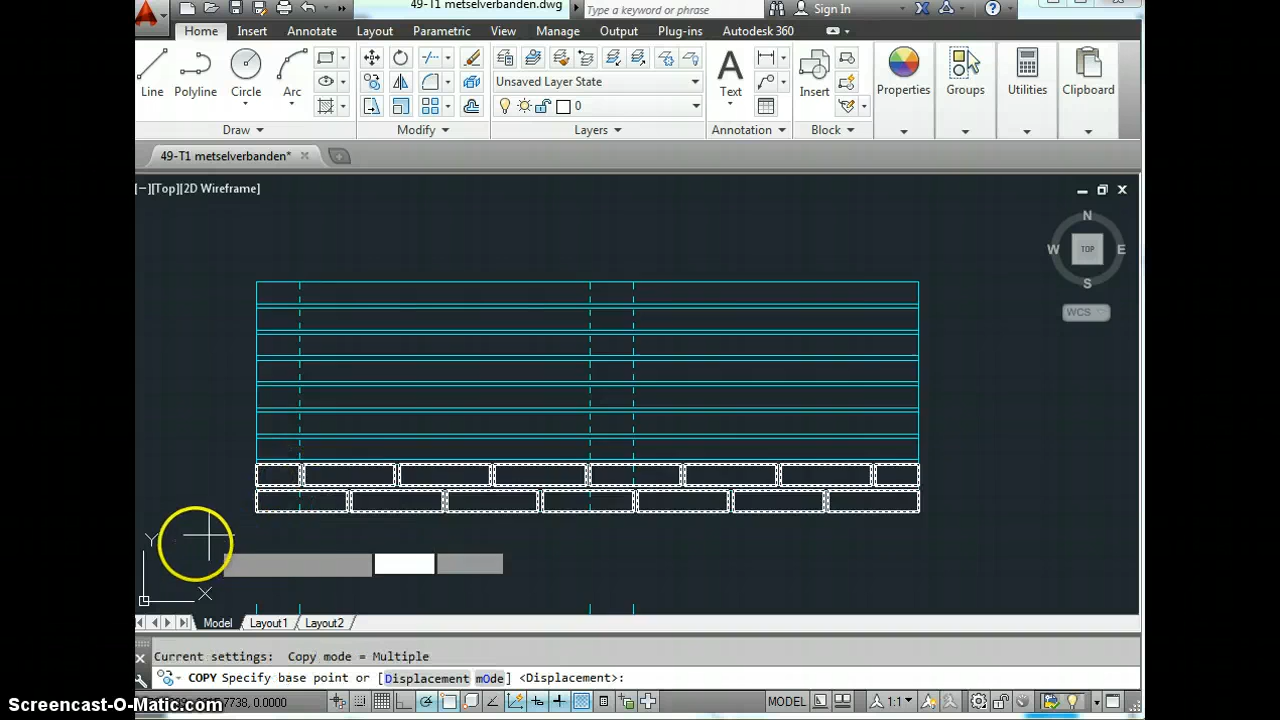 49-T1 metselverbanden.dwg
Type a keyword or phrase
Sign In
Home Insert Annotate Layout Parametric View Manage Output Plug-ins Autodesk 360
Line Polyline Circle Arc
Unsaved Layer State
0
Text Insert Properties Groups Utilities Clipboard
Draw Modify Layers Annotation Block
49-T1 metselverbanden*
[−][Top][2D Wireframe]
N
W TOP E
S
WCS
Y
X
Model Layout1 Layout2
Current settings: Copy mode = Multiple
COPY Specify base point or [Displacement mOde] <Displacement>:
7738, 0.0000
MODEL 1:1
Screencast-O-Matic.com